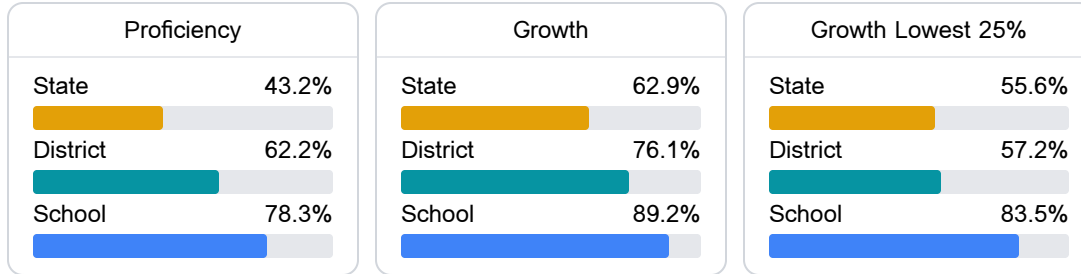 Proficiency
State 43.2%
District 62.2%
School 78.3%
Growth
State 62.9%
District 76.1%
School 89.2%
Growth Lowest 25%
State 55.6%
District 57.2%
School 83.5%